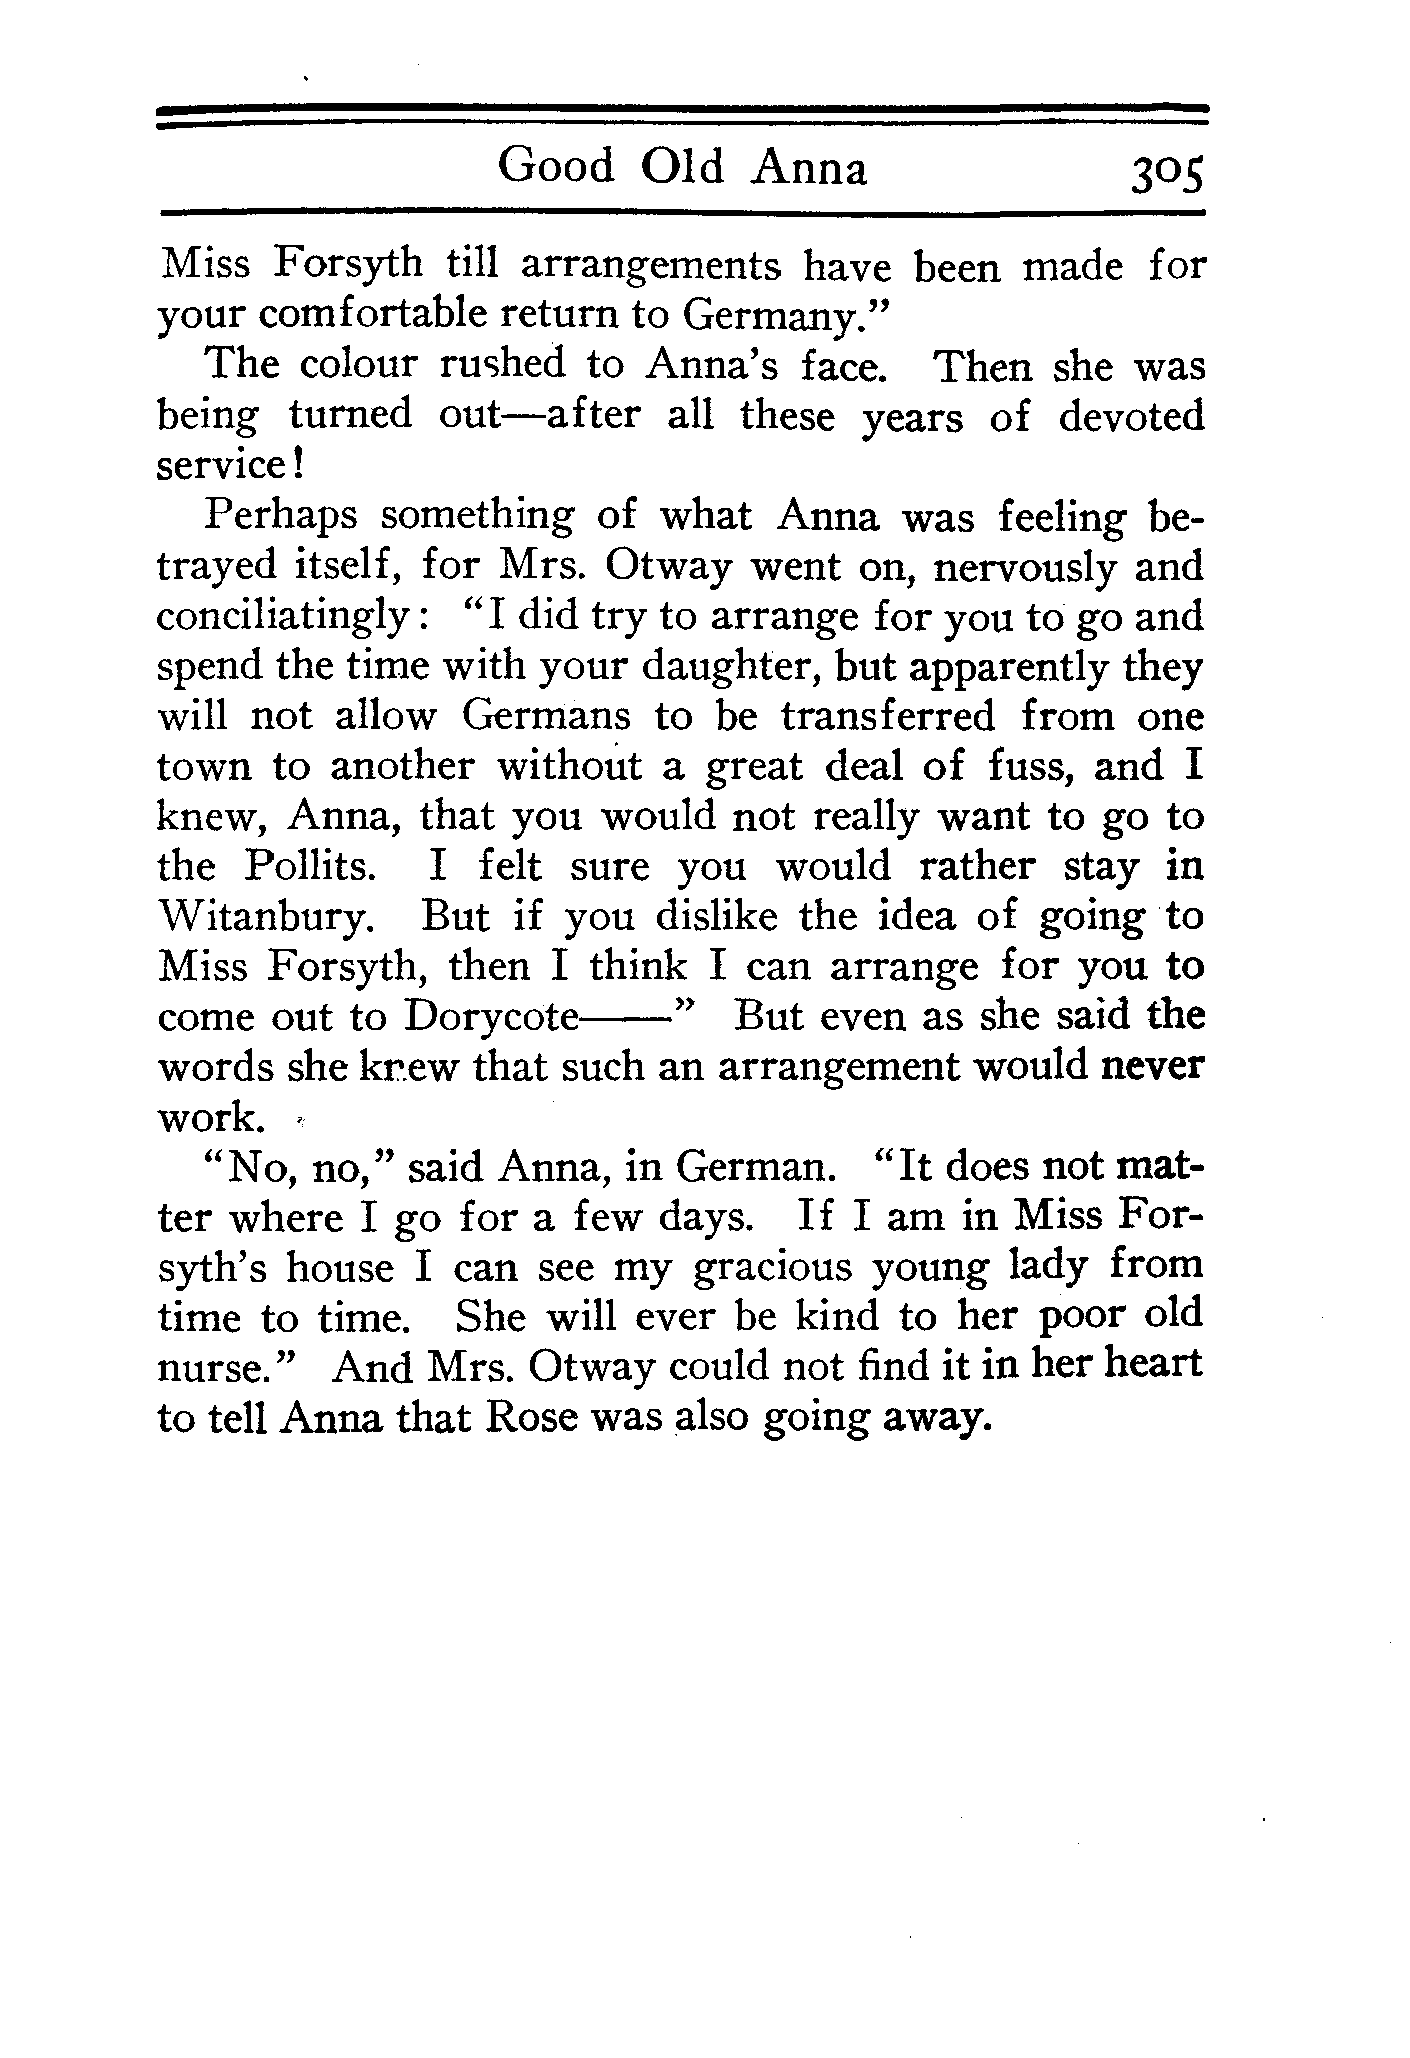 Good Old Anna 305
Miss Forsyth till arrangements have been made for
your comfortable return to Germany.”
The colour rushed to Anna’s face. Then she was
being turned out—after all these years of devoted
service!
Perhaps something of what Anna was feeling be-
trayed itself, for Mrs. Otway went on, nervously and
conciliatingly: “I did try to arrange for you to go and
spend the time with your daughter, but apparently they
will not allow Germans to be transferred from one
town to another without a great deal of fuss, and I
knew, Anna, that you would not really want to go to
the Pollits. I felt sure you would rather stay in
Witanbury. But if you dislike the idea of going to
Miss Forsyth, then I think I can arrange for you to
come out to Dorycote——” But even as she said the
words she knew that such an arrangement would never
work.
“No, no,” said Anna, in German. “It does not mat-
ter where I go for a few days. If I am in Miss For-
syth’s house I can see my gracious young lady from
time to time. She will ever be kind to her poor old
nurse.” And Mrs. Otway could not find it in her heart
to tell Anna that Rose was also going away.